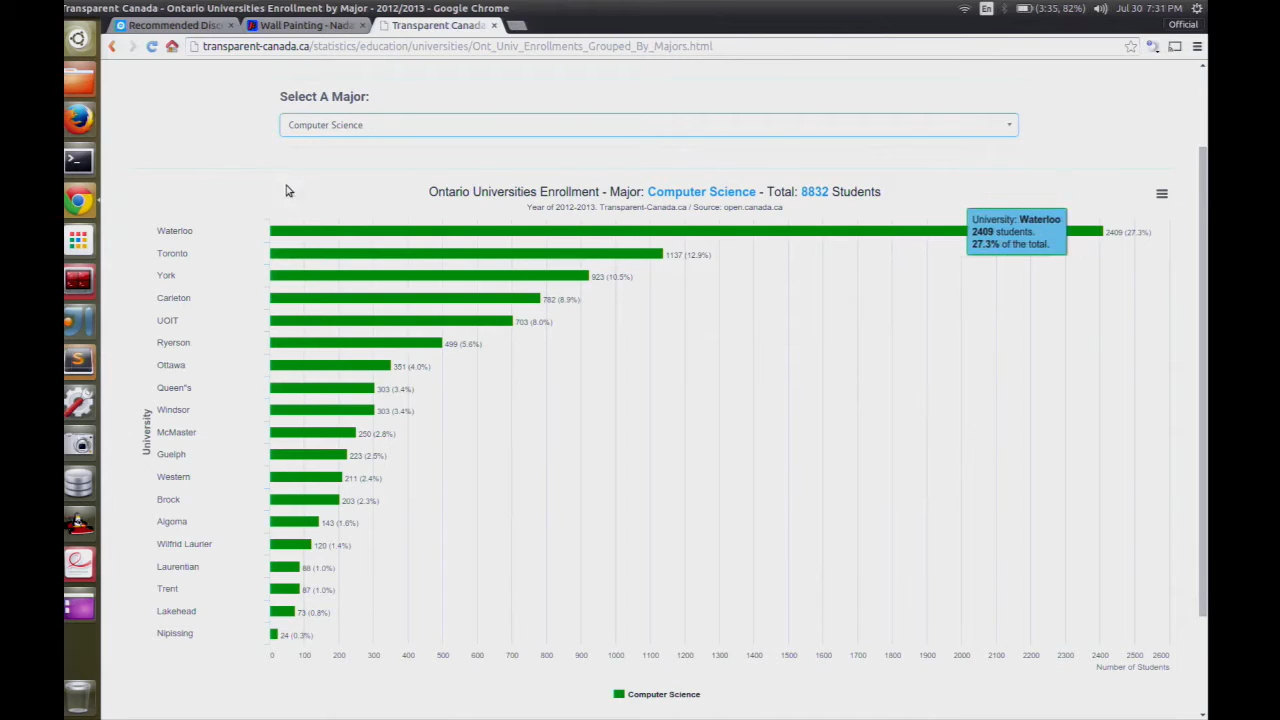 Transparent Canada - Ontario Universities Enrollment by Major - 2012/2013 - Google Chrome
En
(3:35, 82%)
Jul 30 7:31 PM
Recommended Disc ×
Wall Painting - Nada ×
Transparent Canada ×
Official
transparent-canada.ca/statistics/education/universities/Ont_Univ_Enrollments_Grouped_By_Majors.html
Select A Major:
Computer Science
Ontario Universities Enrollment - Major: Computer Science - Total: 8832 Students
Year of 2012-2013. Transparent-Canada.ca / Source: open.canada.ca
University: Waterloo
2409 students.
27.3% of the total.
Waterloo 2409 (27.3%)
Toronto 1137 (12.9%)
York 923 (10.5%)
Carleton 782 (8.9%)
UOIT 703 (8.0%)
Ryerson 499 (5.6%)
Ottawa 351 (4.0%)
Queen"s 303 (3.4%)
Windsor 303 (3.4%)
McMaster 250 (2.8%)
Guelph 223 (2.5%)
Western 211 (2.4%)
Brock 203 (2.3%)
Algoma 143 (1.6%)
Wilfrid Laurier 120 (1.4%)
Laurentian 88 (1.0%)
Trent 87 (1.0%)
Lakehead 73 (0.8%)
Nipissing 24 (0.3%)
University
0 100 200 300 400 500 600 700 800 900 1000 1100 1200 1300 1400 1500 1600 1700 1800 1900 2000 2100 2200 2300 2400 2500 2600
Number of Students
Computer Science